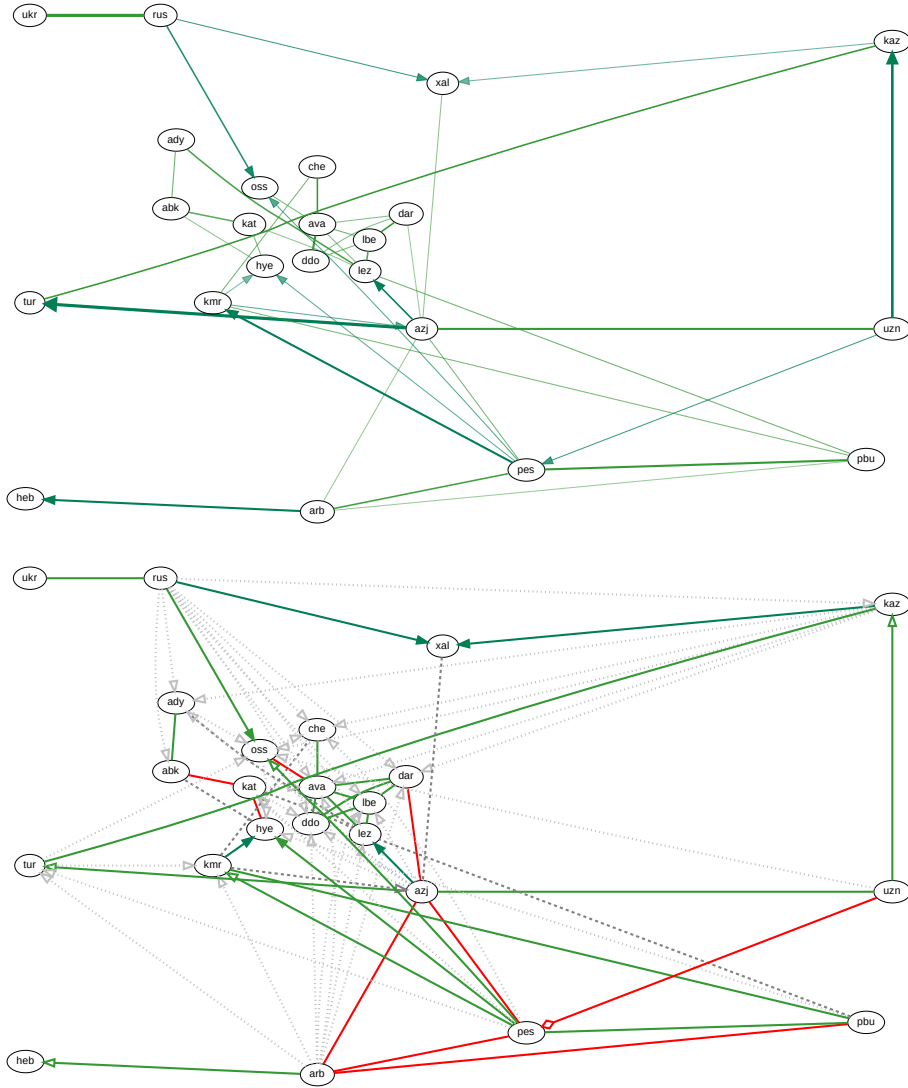 ukr
rus
kaz
xal
ady
che
oss
abk
kat
ava
dar
lbe
ddo
hye
lez
tur
kmr
azj
uzn
pes
pbu
heb
arb
ukr
rus
kaz
xal
ady
che
oss
abk
kat
ava
dar
lbe
ddo
hye
lez
tur
kmr
azj
uzn
pes
pbu
heb
arb